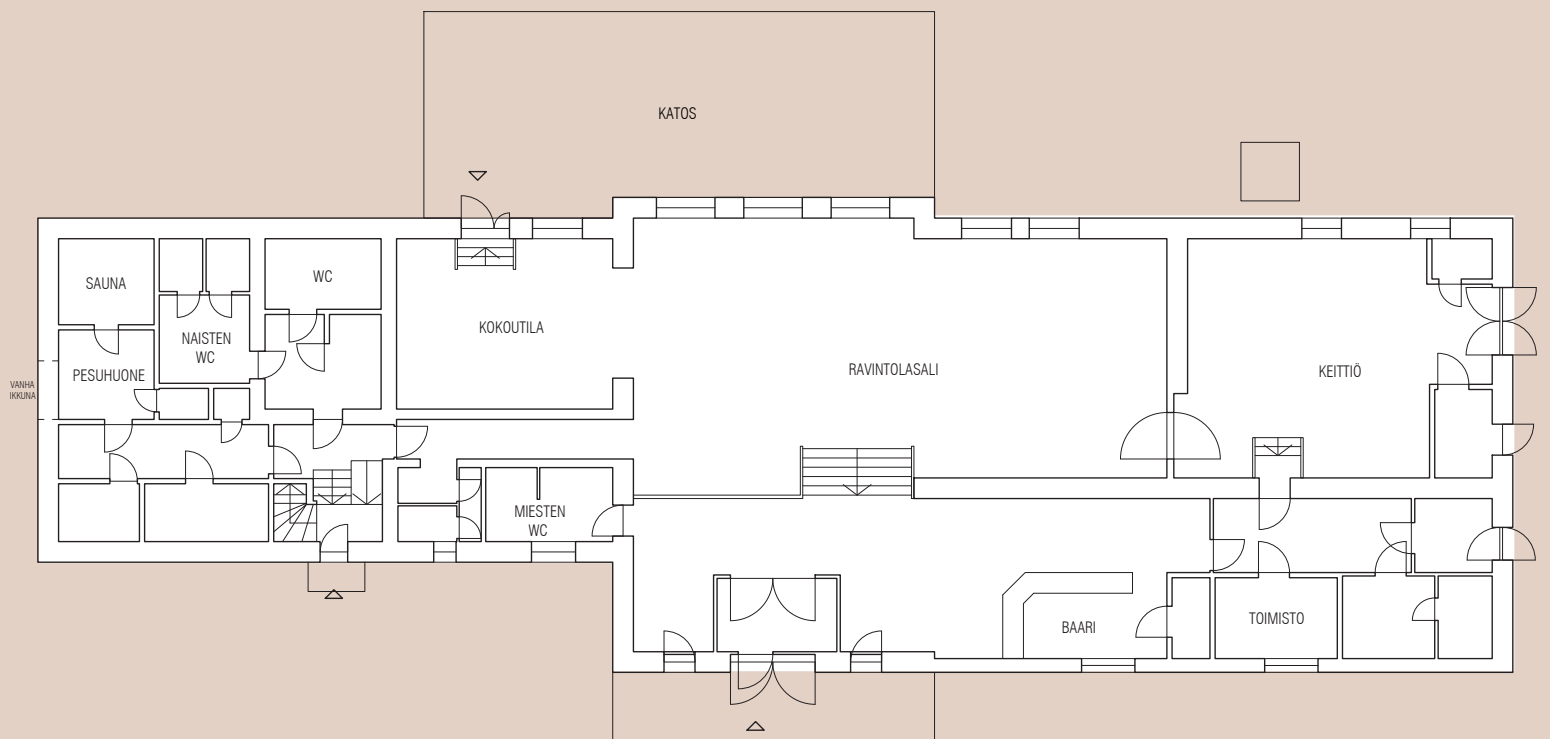 KATOS
SAUNA
WC
NAISTEN
WC
PESUHUONE
VANHA
IKKUNA
KOKOUTILA
RAVINTOLASALI
KEITTIÖ
MIESTEN
WC
BAARI
TOIMISTO